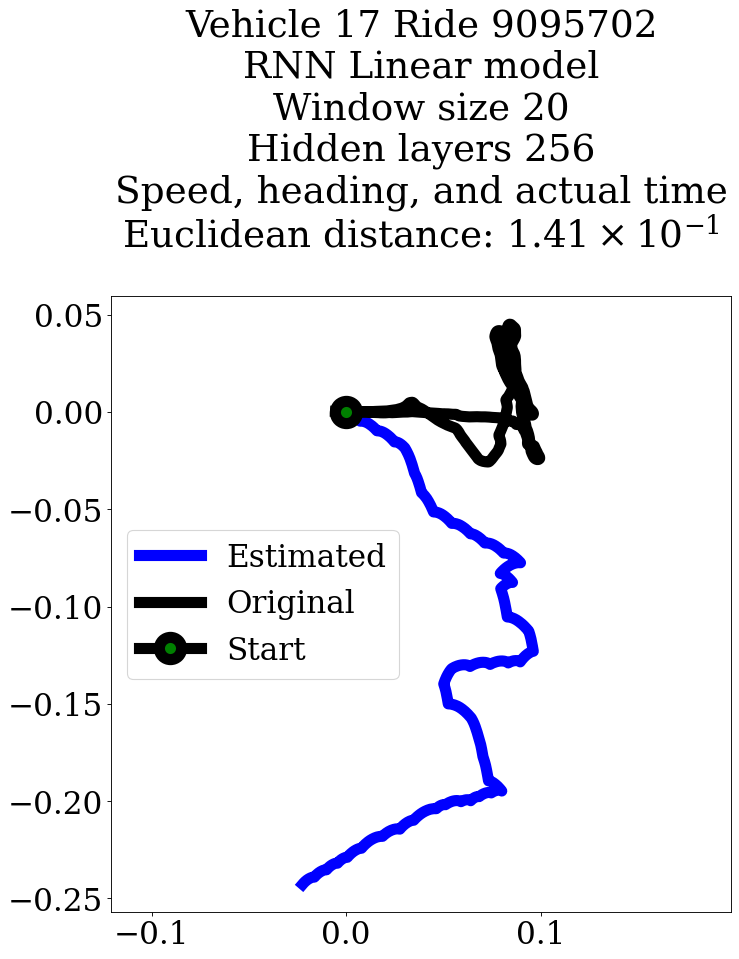 Vehicle 17 Ride 9095702
RNN Linear model
Window size 20
Hidden layers 256
Speed, heading, and actual time
Euclidean distance: 1.41 × 10⁻¹
0.05
0.00
−0.05
−0.10
−0.15
−0.20
−0.25
Estimated
Original
Start
−0.1
0.0
0.1